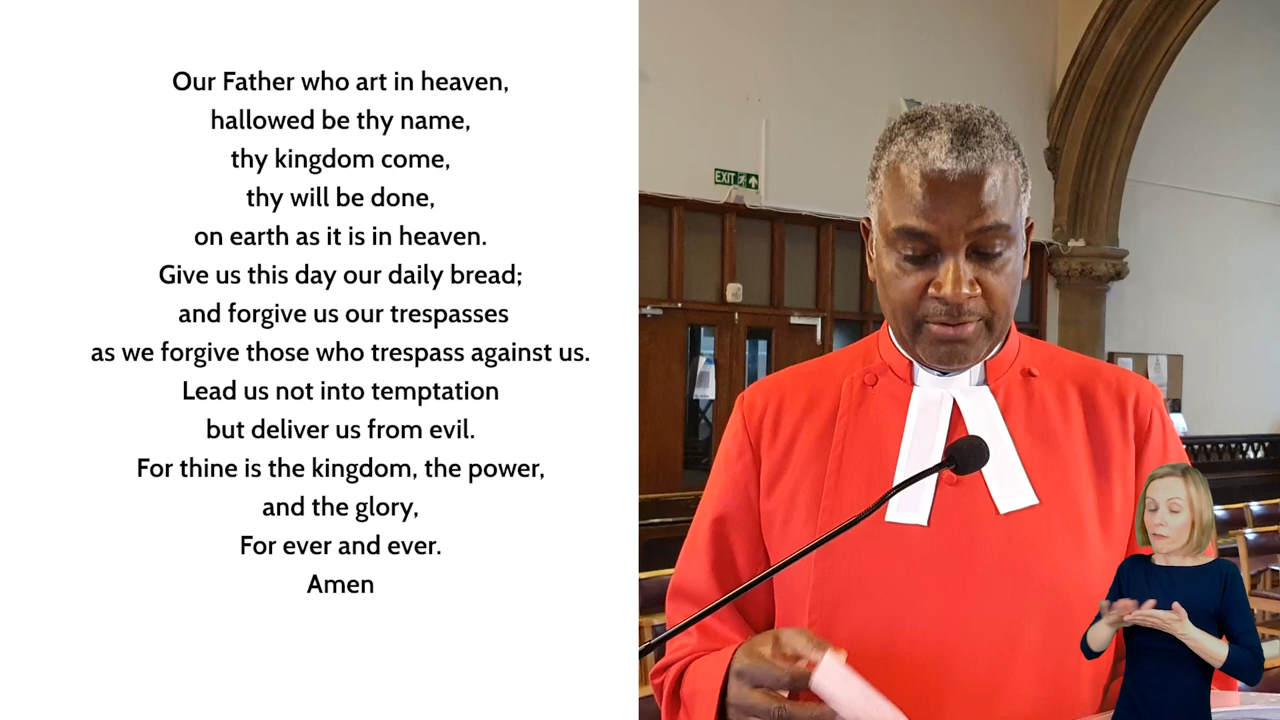 Our Father who art in heaven,
hallowed be thy name,
thy kingdom come,
thy will be done,
on earth as it is in heaven.
Give us this day our daily bread;
and forgive us our trespasses
as we forgive those who trespass against us.
Lead us not into temptation
but deliver us from evil.
For thine is the kingdom, the power,
and the glory,
For ever and ever.
Amen
EXIT